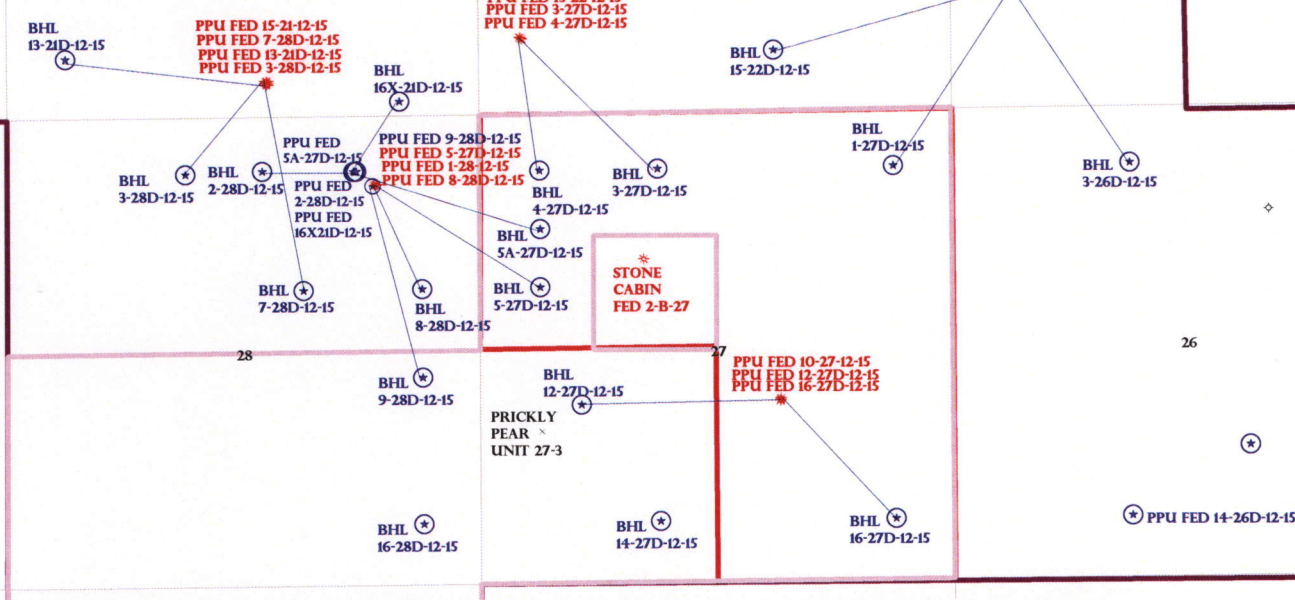 PPU FED 3-27D-12-15
PPU FED 4-27D-12-15
BHL
13-21D-12-15
PPU FED 15-21-12-15
PPU FED 7-28D-12-15
PPU FED 13-21D-12-15
PPU FED 3-28D-12-15
BHL
16X-21D-12-15
BHL
15-22D-12-15
BHL
1-27D-12-15
BHL
3-26D-12-15
PPU FED
5A-27D-12-15
PPU FED 9-28D-12-15
PPU FED 5-27D-12-15
PPU FED 1-28-12-15
PPU FED 8-28D-12-15
BHL
3-28D-12-15
BHL
2-28D-12-15
PPU FED
2-28D-12-15
PPU FED
16X21D-12-15
BHL
4-27D-12-15
BHL
3-27D-12-15
BHL
5A-27D-12-15
BHL
7-28D-12-15
BHL
8-28D-12-15
BHL
5-27D-12-15
STONE
CABIN
FED 2-B-27
28
27
26
BHL
9-28D-12-15
BHL
12-27D-12-15
PPU FED 10-27-12-15
PPU FED 12-27D-12-15
PPU FED 16-27D-12-15
PRICKLY
PEAR
UNIT 27-3
BHL
16-28D-12-15
BHL
14-27D-12-15
BHL
16-27D-12-15
PPU FED 14-26D-12-15